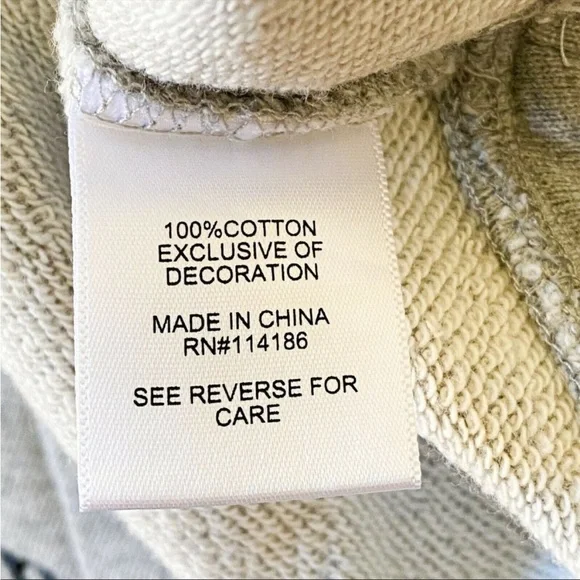 100%COTTON
EXCLUSIVE OF
DECORATION
MADE IN CHINA
RN#114186
SEE REVERSE FOR
CARE